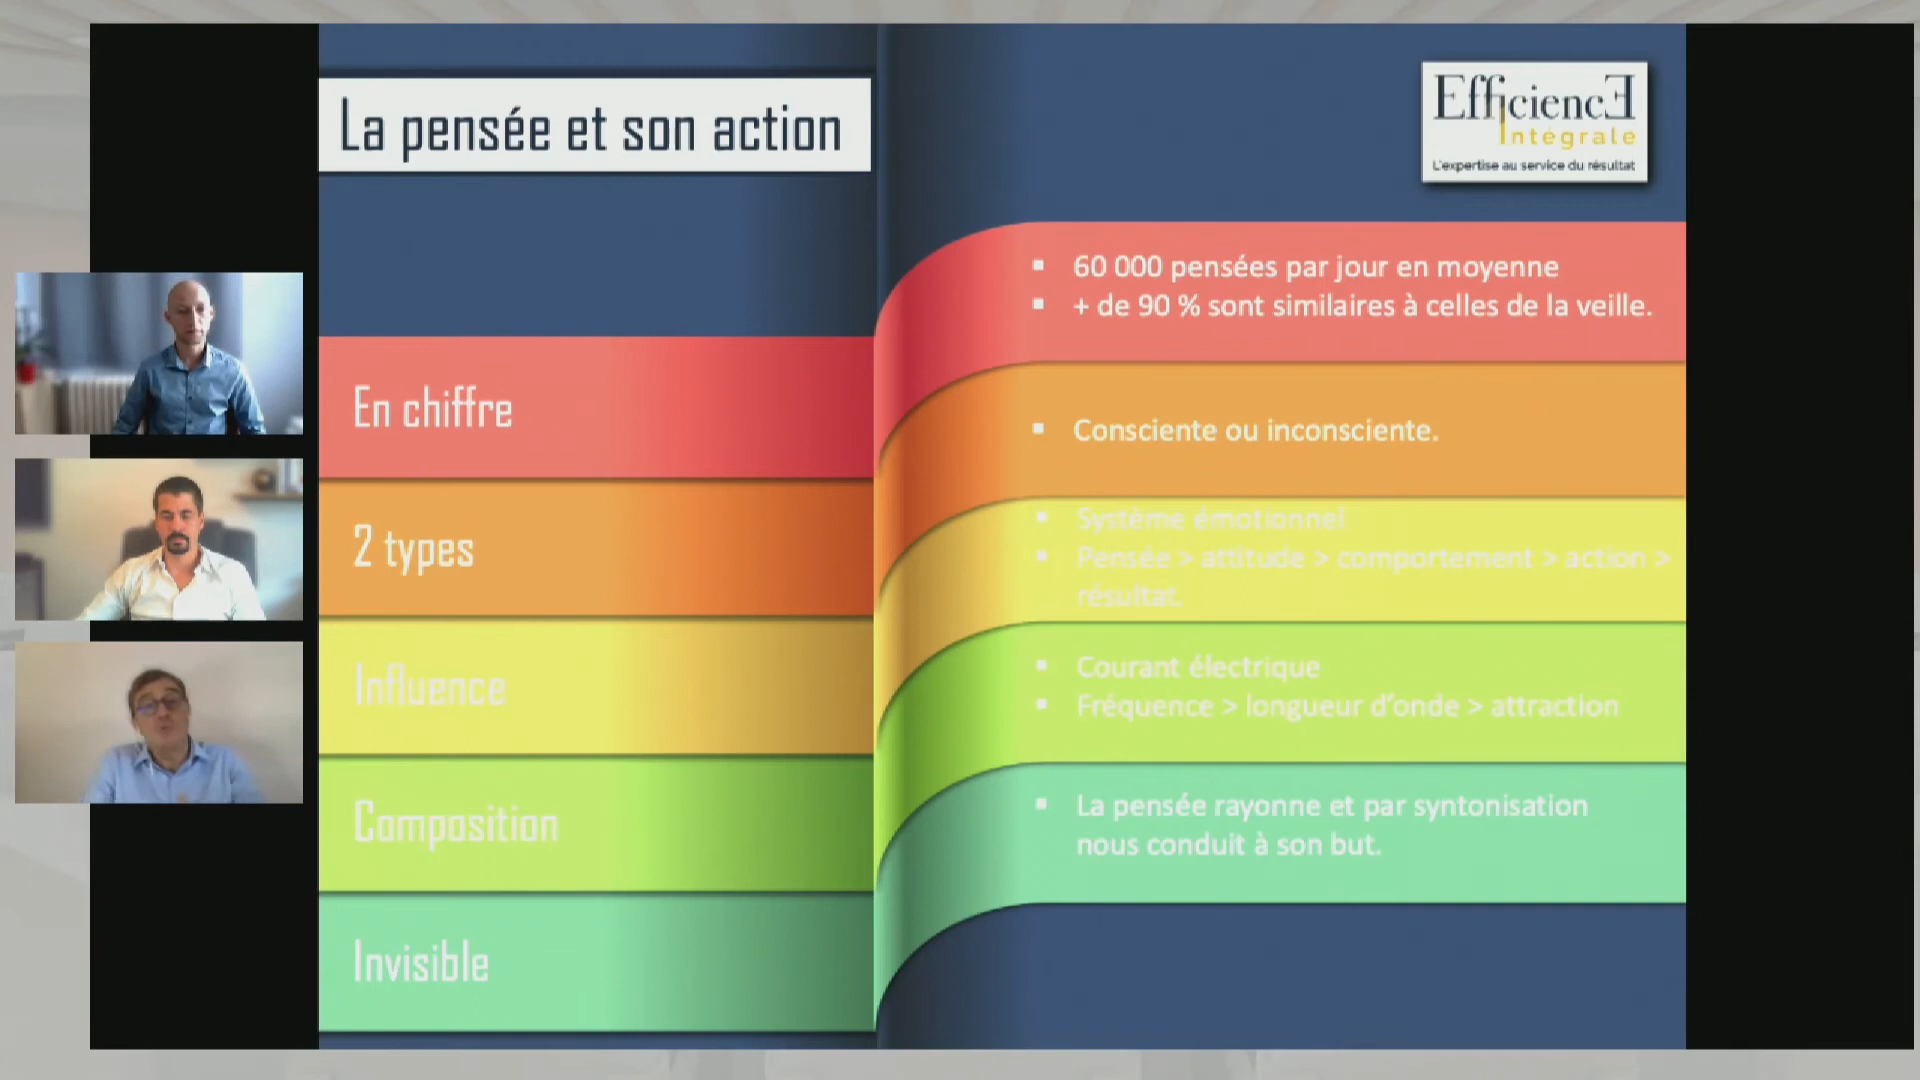 La pensée et son action
EfficiencE
Intégrale
L'expertise au service du résultat
En chiffre
▪ 60 000 pensées par jour en moyenne
▪ + de 90 % sont similaires à celles de la veille.
2 types
▪ Consciente ou inconsciente.
Influence
▪ Système émotionnel
▪ Pensée > attitude > comportement > action >
résultat.
Composition
▪ Courant électrique
▪ Fréquence > longueur d'onde > attraction
Invisible
▪ La pensée rayonne et par syntonisation
nous conduit à son but.